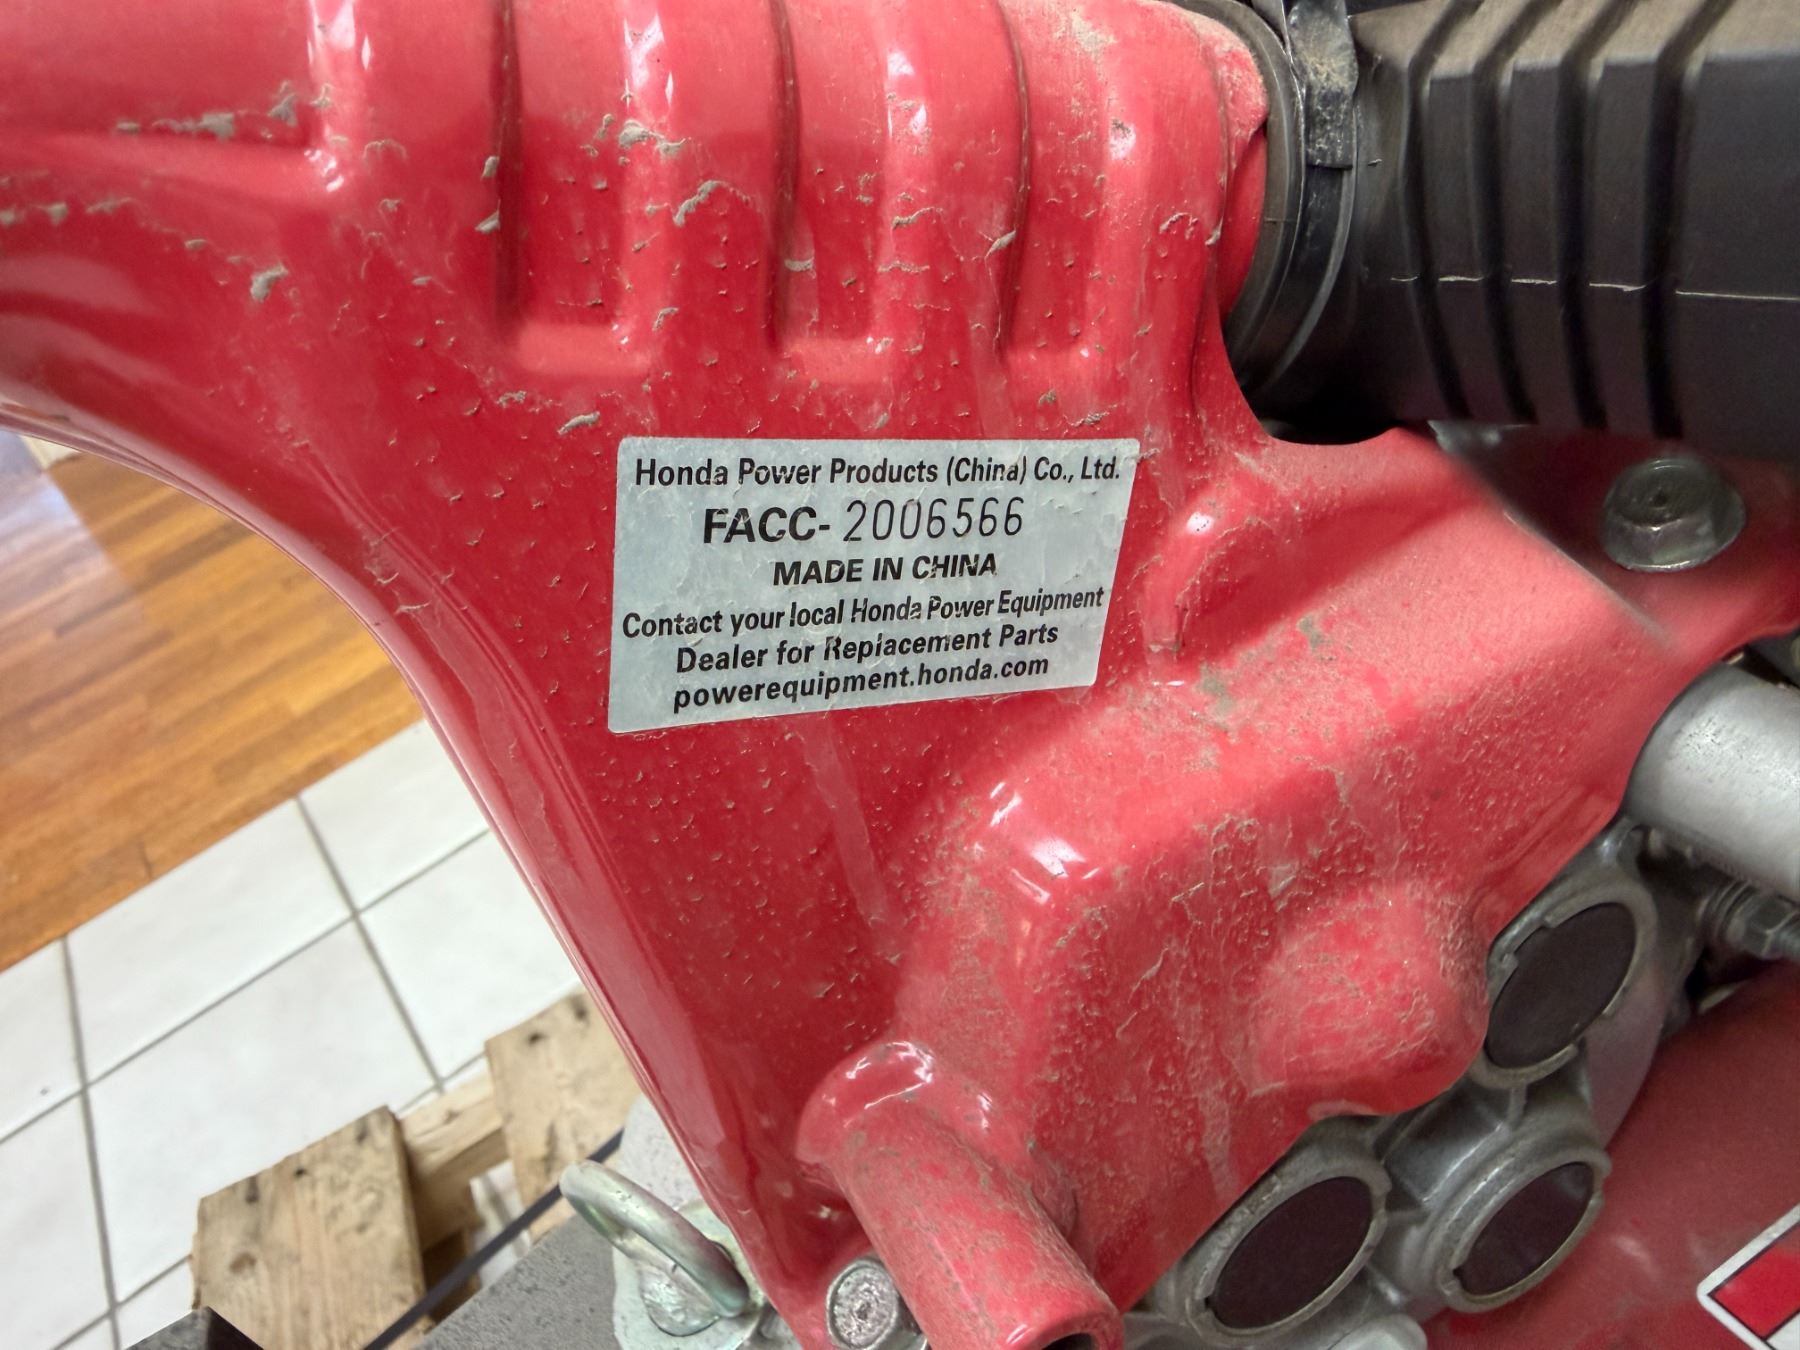 Honda Power Products (China) Co., Ltd.
FACC-2006566
MADE IN CHINA
Contact your local Honda Power Equipment
Dealer for Replacement Parts
powerequipment.honda.com